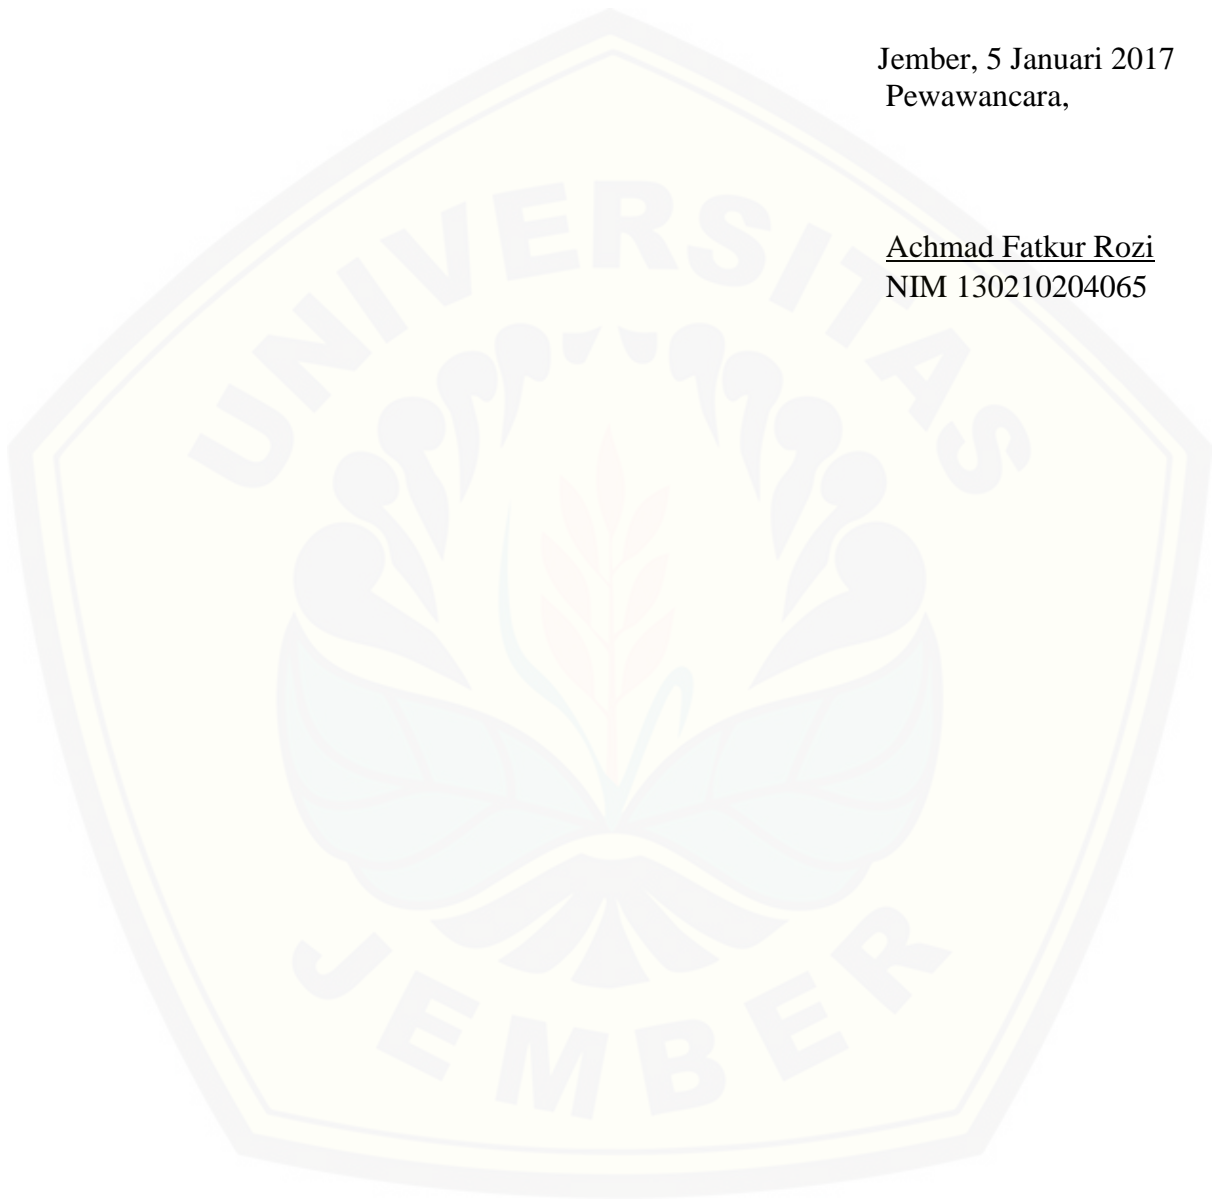 Jember, 5 Januari 2017
Pewawancara,
Achmad Fatkur Rozi
NIM 130210204065
UNIVERSITAS
JEMBER